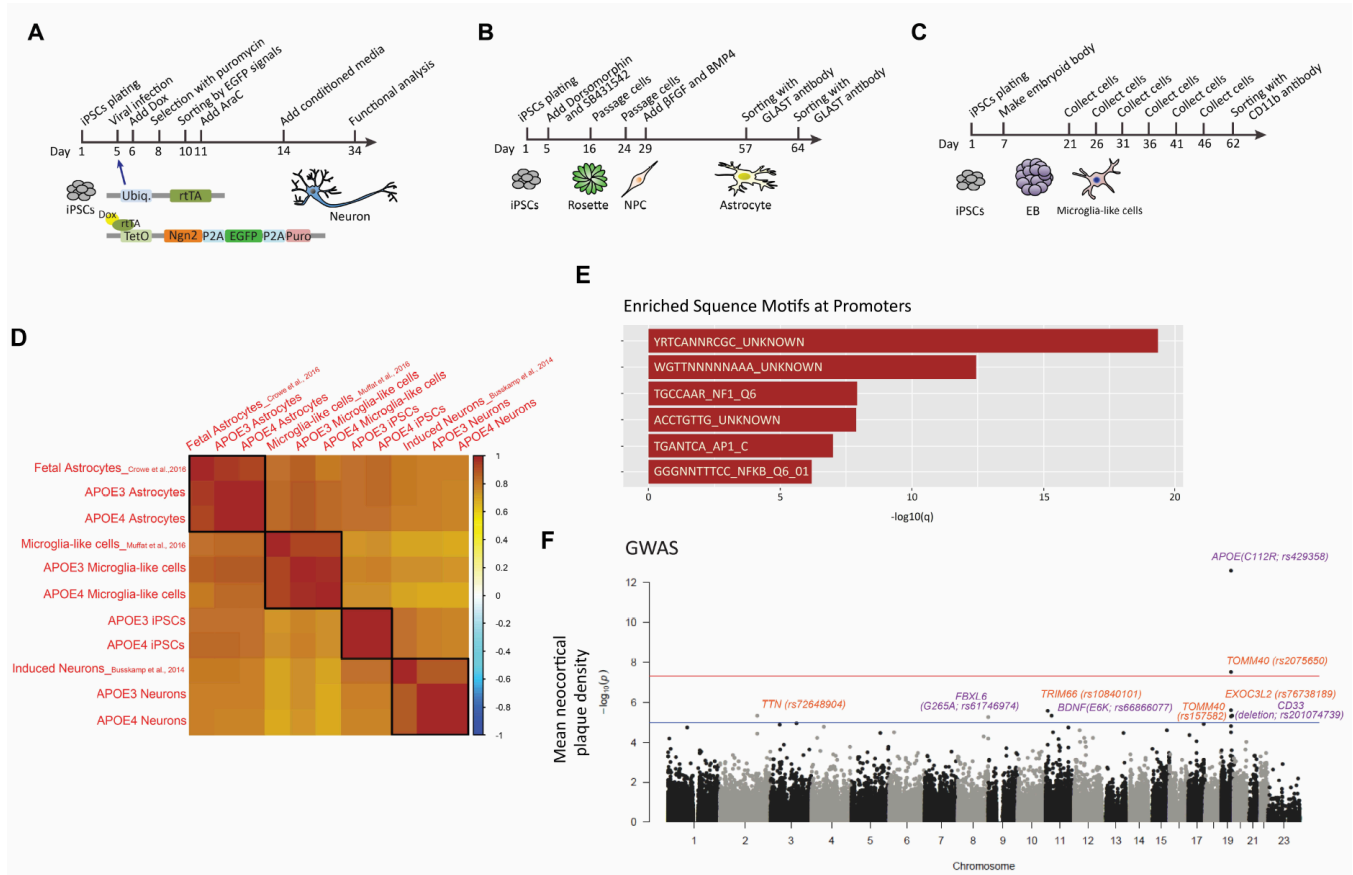 A
iPSCs plating
Viral infection
Add Dox
Selection with puromycin
Sorting by EGFP signals
Add AraC
Add conditioned media
Functional analysis
Day 1 5 6 8 10 11 14 34
iPSCs
Ubiq. rtTA
Neuron
Dox
rtTA
TetO Ngn2 P2A EGFP P2A Puro
B
iPSCs plating
Add Dorsomorphin
and SB431542
Passage cells
Passage cells
Add βFGF and BMP4
Sorting with
GLAST antibody
Sorting with
GLAST antibody
Day 1 5 16 24 29 57 64
iPSCs Rosette NPC Astrocyte
C
iPSCs plating
Make embryoid body
Collect cells
Collect cells
Collect cells
Collect cells
Collect cells
Collect cells
Sorting with
CD11b antibody
Day 1 7 21 26 31 36 41 46 62
iPSCs EB Microglia-like cells
D
Fetal Astrocytes_Crowe et al., 2016
APOE3 Astrocytes
APOE4 Astrocytes
Microglia-like cells_Muffat et al., 2016
APOE3 Microglia-like cells
APOE4 Microglia-like cells
APOE3 iPSCs
APOE4 iPSCs
Induced Neurons_Busskamp et al., 2014
APOE3 Neurons
APOE4 Neurons
Fetal Astrocytes_Crowe et al.,2016
APOE3 Astrocytes
APOE4 Astrocytes
Microglia-like cells_Muffat et al., 2016
APOE3 Microglia-like cells
APOE4 Microglia-like cells
APOE3 iPSCs
APOE4 iPSCs
Induced Neurons_Busskamp et al., 2014
APOE3 Neurons
APOE4 Neurons
1
0.8
0.6
0.4
0.2
0
-0.2
-0.4
-0.6
-0.8
-1
E
Enriched Squence Motifs at Promoters
YRTCANNRCGC_UNKNOWN
WGTTNNNNNAAA_UNKNOWN
TGCCAAR_NF1_Q6
ACCTGTTG_UNKNOWN
TGANTCA_AP1_C
GGGNNTTTCC_NFKB_Q6_01
0 5 10 15 20
-log10(q)
F
GWAS
APOE(C112R; rs429358)
TOMM40 (rs2075650)
TTN (rs72648904)
FBXL6
(G265A; rs61746974)
TRIM66 (rs10840101)
BDNF(E6K; rs66866077)
TOMM40
(rs157582)
EXOC3L2 (rs76738189)
CD33
(deletion; rs201074739)
Mean neocortical
plaque density
−log10(p)
12
10
8
6
4
2
0
1 2 3 4 5 6 7 8 9 10 11 12 13 14 15 17 19 21 23
Chromosome